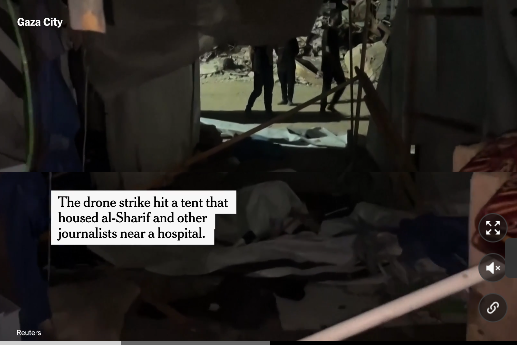 Gaza City
The drone strike hit a tent that
housed al-Sharif and other
journalists near a hospital.
Reuters